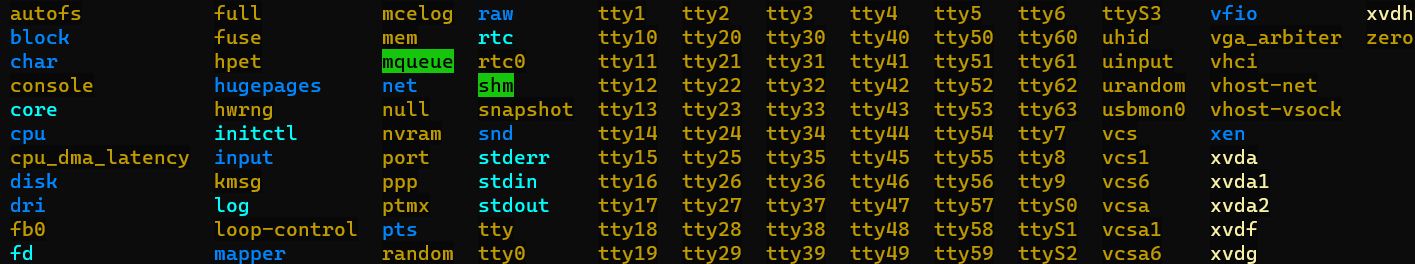 autofs full mcelog raw tty1 tty2 tty3 tty4 tty5 tty6 ttyS3 vfio xvdh
block fuse mem rtc tty10 tty20 tty30 tty40 tty50 tty60 uhid vga_arbiter zero
char hpet mqueue rtc0 tty11 tty21 tty31 tty41 tty51 tty61 uinput vhci
console hugepages net shm tty12 tty22 tty32 tty42 tty52 tty62 urandom vhost-net
core hwrng null snapshot tty13 tty23 tty33 tty43 tty53 tty63 usbmon0 vhost-vsock
cpu initctl nvram snd tty14 tty24 tty34 tty44 tty54 tty7 vcs xen
cpu_dma_latency input port stderr tty15 tty25 tty35 tty45 tty55 tty8 vcs1 xvda
disk kmsg ppp stdin tty16 tty26 tty36 tty46 tty56 tty9 vcs6 xvda1
dri log ptmx stdout tty17 tty27 tty37 tty47 tty57 ttyS0 vcsa xvda2
fb0 loop-control pts tty tty18 tty28 tty38 tty48 tty58 ttyS1 vcsa1 xvdf
fd mapper random tty0 tty19 tty29 tty39 tty49 tty59 ttyS2 vcsa6 xvdg